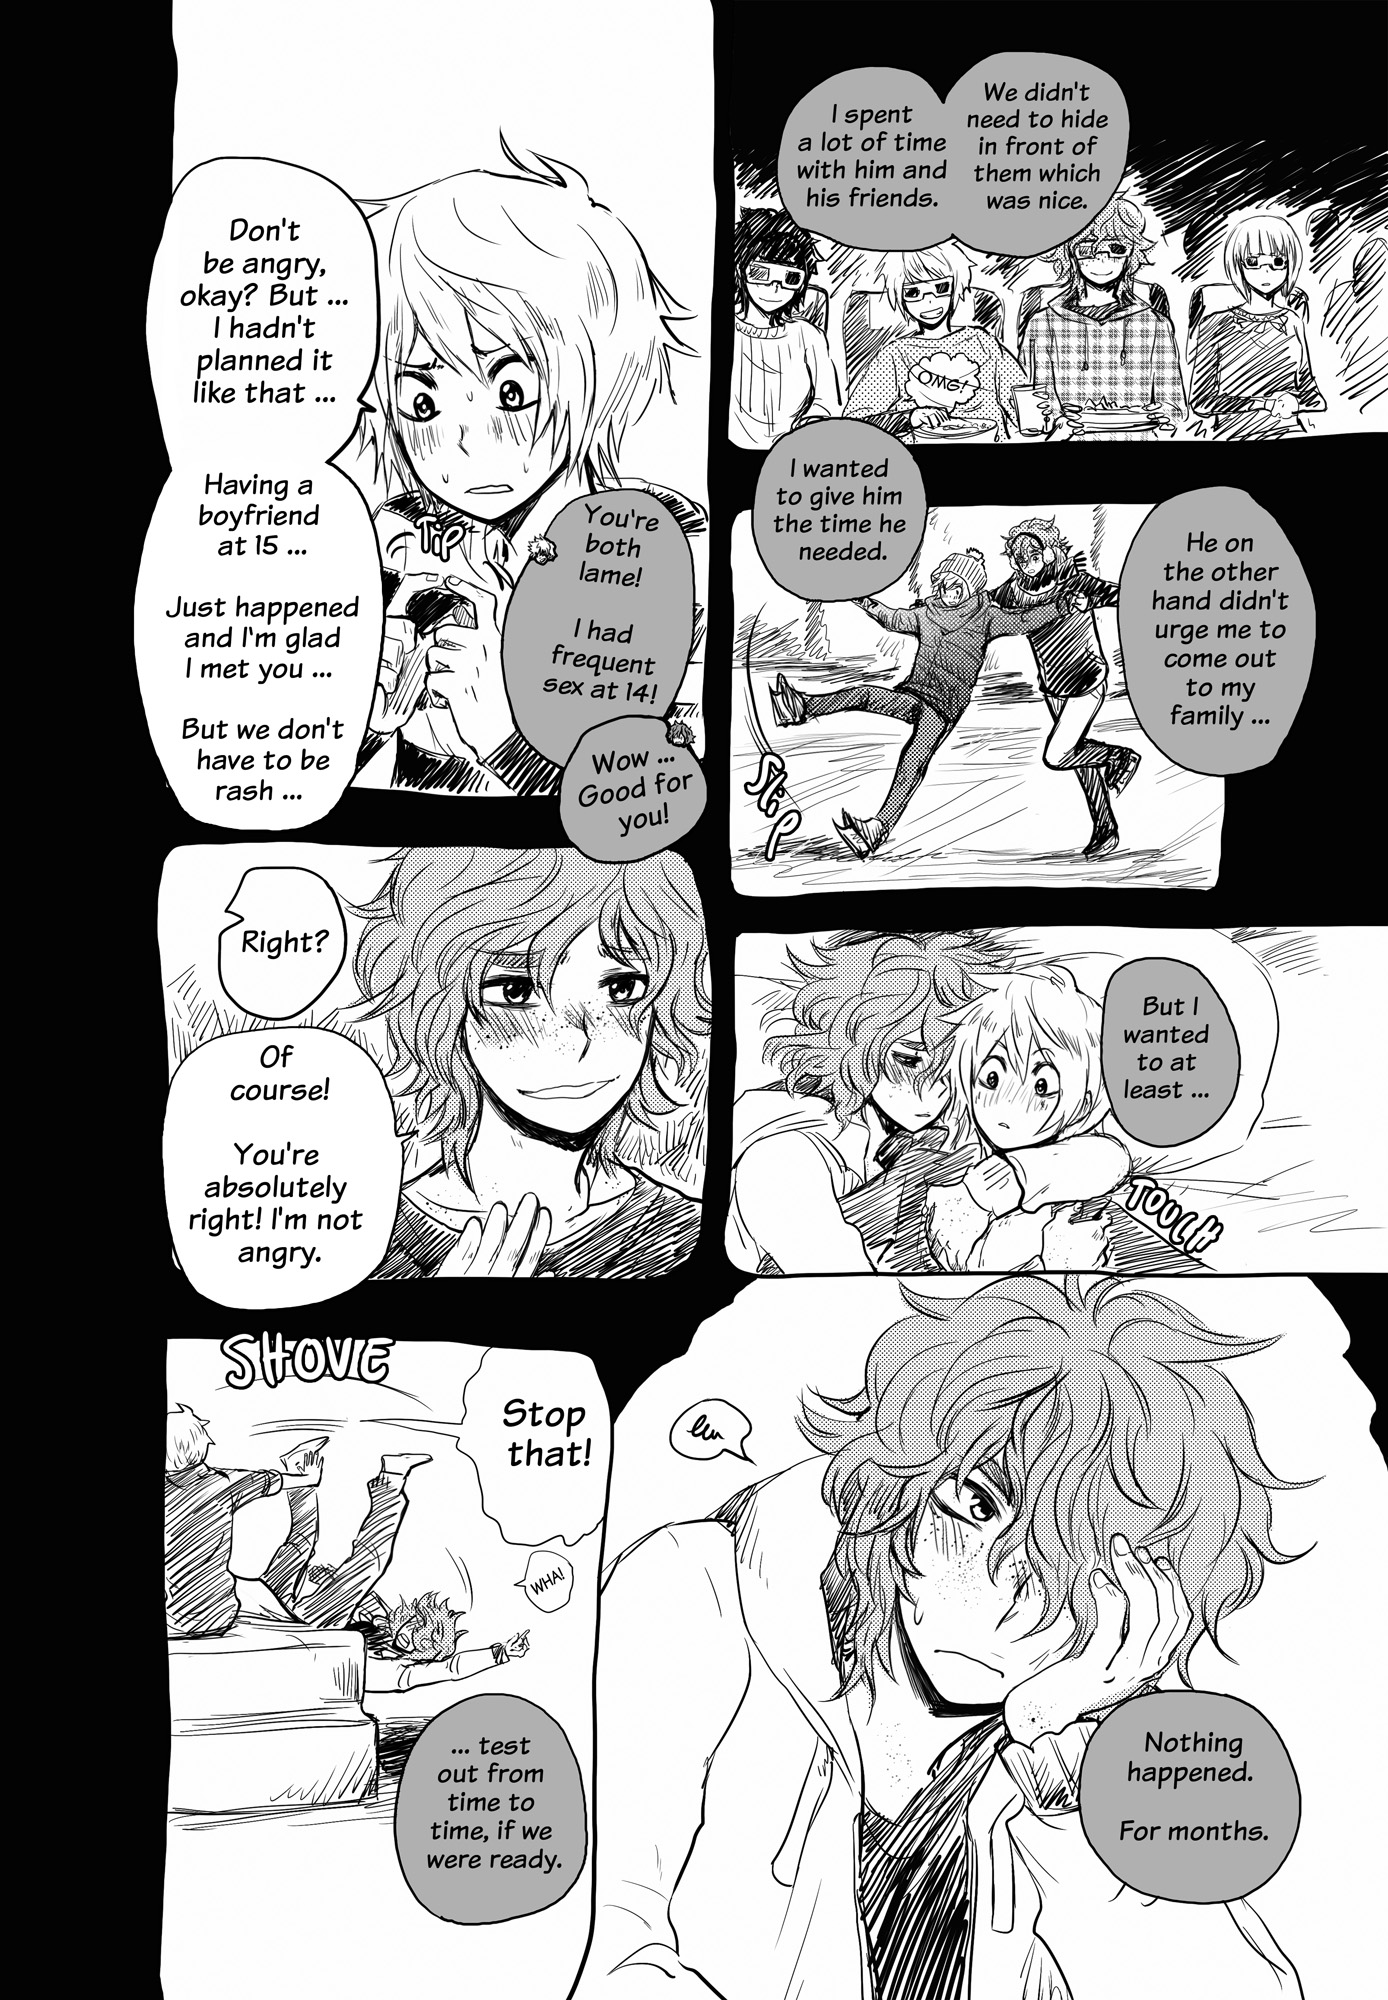 Don't
be angry,
okay? But ...
I hadn't
planned it
like that ...
Having a
boyfriend
at 15 ...
Just happened
and I'm glad
I met you ...
But we don't
have to be
rash ...
TIP
You're
both
lame!
I had
frequent
sex at 14!
Wow ...
Good for
you!
Right?
Of
course!
You're
absolutely
right! I'm not
angry.
I spent
a lot of time
with him and
his friends.
We didn't
need to hide
in front of
them which
was nice.
OMG!
I wanted
to give him
the time he
needed.
He on
the other
hand didn't
urge me to
come out
to my
family ...
SLIP
But I
wanted
to at
least ...
TOUCH
SHOVE
Stop
that!
WHA!
... test
out from
time to
time, if we
were ready.
Nothing
happened.
For months.